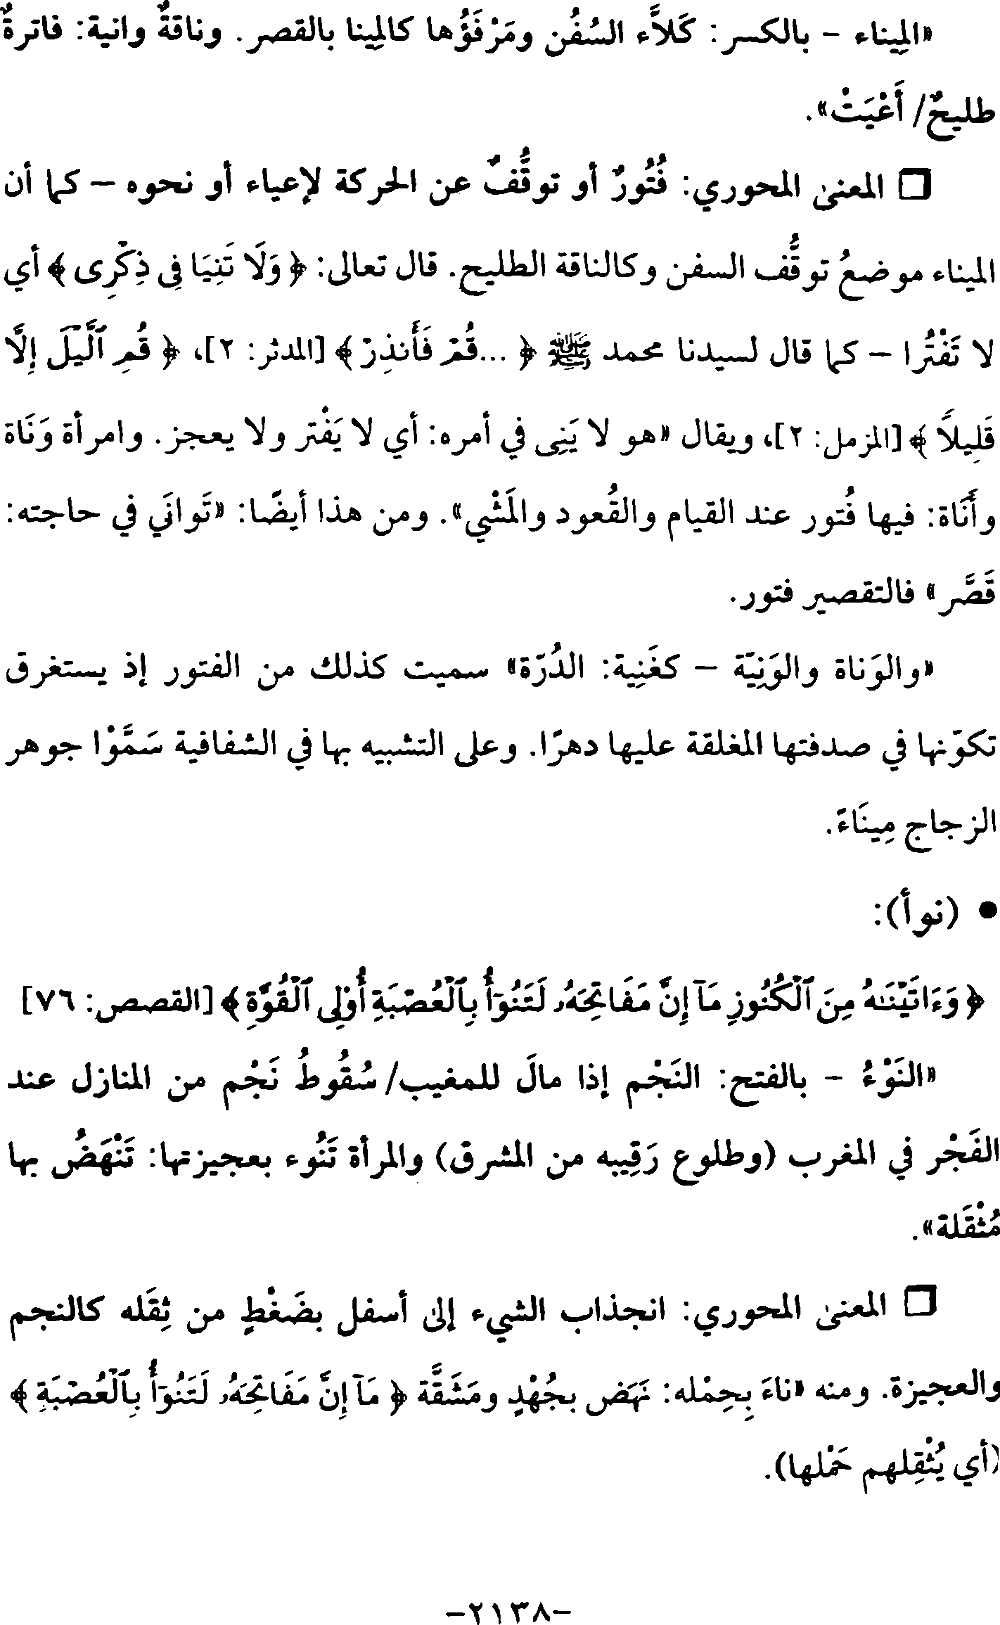 «المِيناء – بالكسر: كَلاَّء السُفُن ومَرْفَؤُها كالمِينا بالقصر. وناقةٌ وانية: فاترةٌ
طليحٌ/ أَعْيَتْ».
❒ المعنى المحوري: فُتُورٌ أو توقُّفٌ عن الحركة لإعياء أو نحوه – كما أن
الميناء موضعُ توقُّف السفن وكالناقة الطليح. قال تعالى: ﴿ وَلَا تَنِيَا فِى ذِكْرِى ﴾ أي
لا تَفْتُرا – كما قال لسيدنا محمد ﷺ ﴿ ...قُمْ فَأَنذِرْ ﴾ [المدثر: ٢]، ﴿ قُمِ ٱلَّيْلَ إِلَّا
قَلِيلاً ﴾ [المزمل: ٢]، ويقال «هو لا يَنِى في أمره: أي لا يَفْتر ولا يعجز. وامرأة وَنَاة
وأَنَاة: فيها فُتور عند القيام والقُعود والمَشْي». ومن هذا أيضًا: «تَوانَي في حاجته:
قَصَّر» فالتقصير فتور.
«والوَناة والوَنِيّة – كغَنِية: الدُرّة» سميت كذلك من الفتور إذ يستغرق
تكوّنها في صدفتها المغلقة عليها دهرًا. وعلى التشبيه بها في الشفافية سَمَّوْا جوهر
الزجاج مِينَاءً.
● (نوأ):
﴿ وَءَاتَيْنَٰهُ مِنَ ٱلْكُنُوزِ مَآ إِنَّ مَفَاتِحَهُۥ لَتَنُوٓأُ بِٱلْعُصْبَةِ أُوْلِى ٱلْقُوَّةِ ﴾ [القصص: ٧٦]
«النَوْءُ – بالفتح: النَجْم إذا مالَ للمغيب/ سُقُوطُ نَجْم من المنازل عند
الفَجْر في المغرب (وطلوع رَقِيبه من المشرق) والمرأة تَنُوء بعجيزتها: تَنْهَضُ بها
مُثْقَلة».
❒ المعنى المحوري: انجذاب الشيء إلى أسفل بضَغْطٍ من ثِقَله كالنجم
والعجيزة. ومنه «ناءَ بِحِمْله: نَهَض بجُهْدٍ ومَشَقَّة ﴿ مَآ إِنَّ مَفَاتِحَهُۥ لَتَنُوٓأُ بِٱلْعُصْبَةِ ﴾
(أي يُثْقِلهم حَمْلها).
-٢١٣٨-